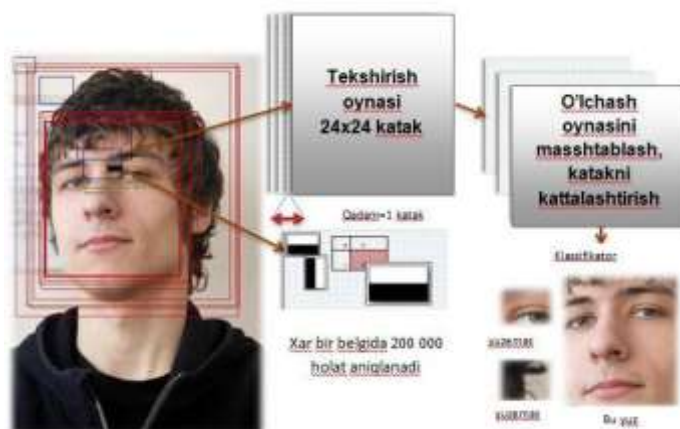 Tekshirish
oynasi
24x24 katak
O'lchash
oynasini
masshtablash,
katakni
kattalashtirish
Qadam=1 katak
Klassifikator
Xar bir belgida 200 000
holat aniqlanadi
Bu yuz